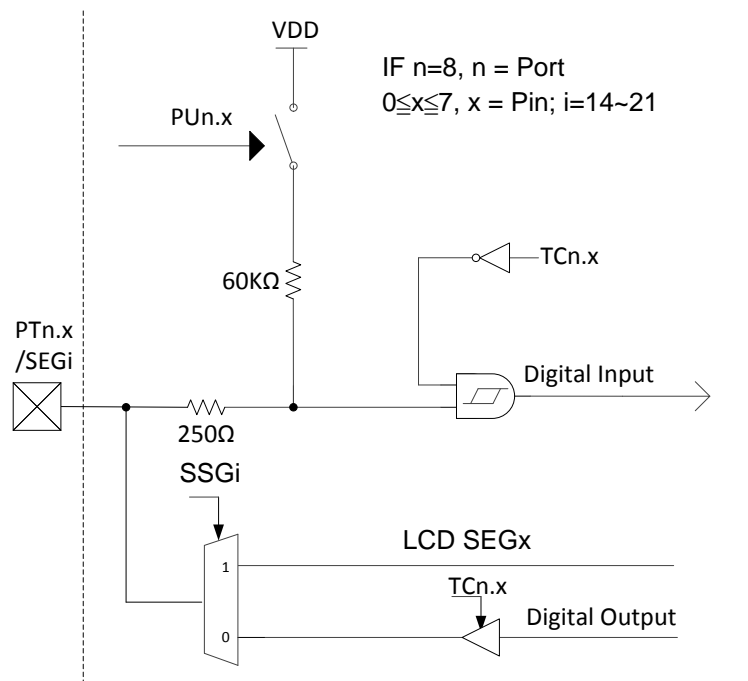 VDD
IF n=8, n = Port
0≦x≦7, x = Pin; i=14~21
PUn.x
TCn.x
60KΩ
PTn.x
/SEGi
Digital Input
250Ω
SSGi
LCD SEGx
1
TCn.x
Digital Output
0